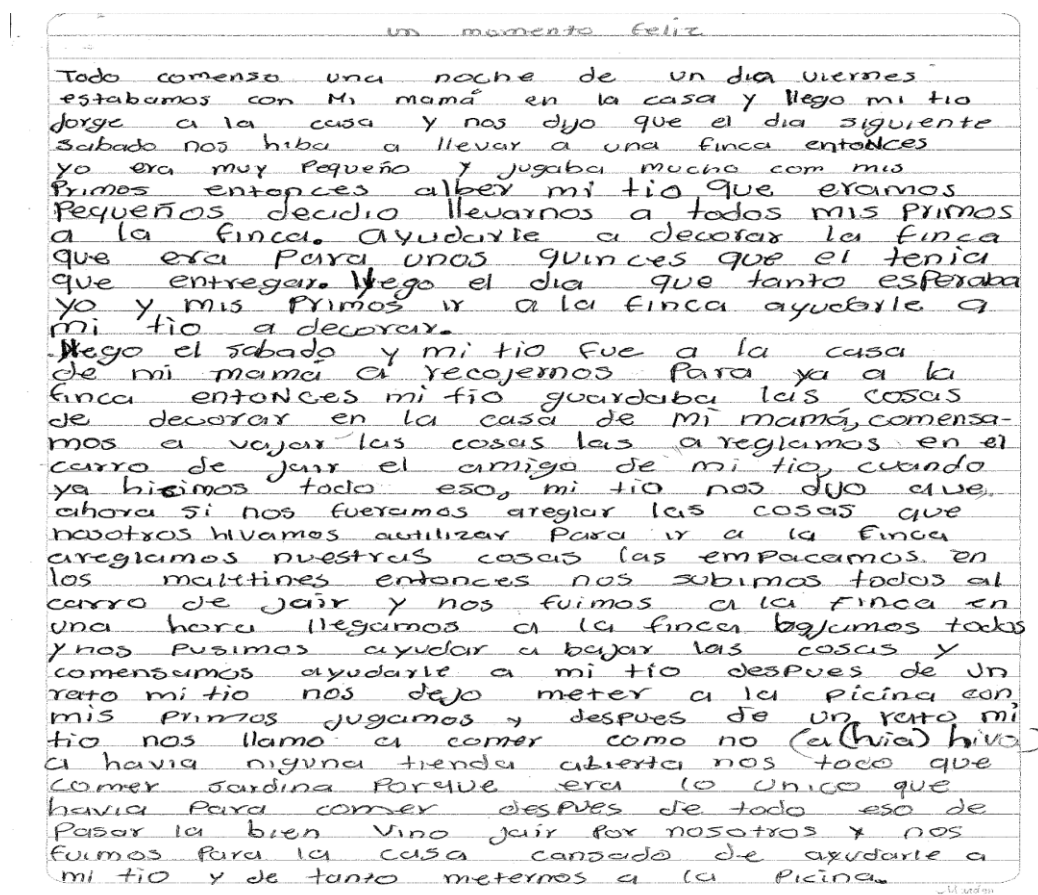 un momento feliz
Todo comenso una noche de un dia viernes
estabamos con Mi mamá en la casa y llego mi tio
Jorge a la casa y nos dijo que el dia siguiente
sabado nos hiba a llevar a una finca entonces
yo era muy Pequeño y jugaba mucho com mis
Primos entonces alber mi tio que eramos
Pequeños decidio llevarnos a todos mis Primos
a la finca. ayudarle a decorar la finca
que era Para unos quinces que el tenia
que entregar. llego el dia que tanto esperaba
yo y mis Primos ir a la finca ayudarle a
mi tio a decorar.
llego el sabado y mi tio fue a la casa
de mi mamá a recojernos Para ya a la
finca entonces mi tio guardaba las cosas
de decorar en la casa de mi mamá, comensa-
mos a vajar las cosas las areglamos en el
carro de jair el amigo de mi tio, cuando
ya hicimos todo eso, mi tio nos dijo que
ahora si nos fueramos areglar las cosas que
nosotros hivamos autilizar Para ir a la finca
areglamos nuestras cosas las empacamos en
los maltines entonces nos subimos todos al
carro de Jair y nos fuimos a la Finca en
una hora llegamos a la finca bajamos todos
y nos Pusimos ayudar a bajar las cosas y
comensamos ayudarle a mi tio despues de un
rato mi tio nos dejo meter a la picina con
mis primos jugamos y despues de un rato mi
tio nos llamo a comer como no (a(hvia) hiva)
a havia niguna tienda abierta nos toco que
comer sardina Porque era lo unico que
havia Para comer despues de todo eso de
Pasar la bien Vino jair Por nosotros y nos
fuimos Para la casa cansado de ayudarle a
mi tio y de tanto meternos a la Picina.